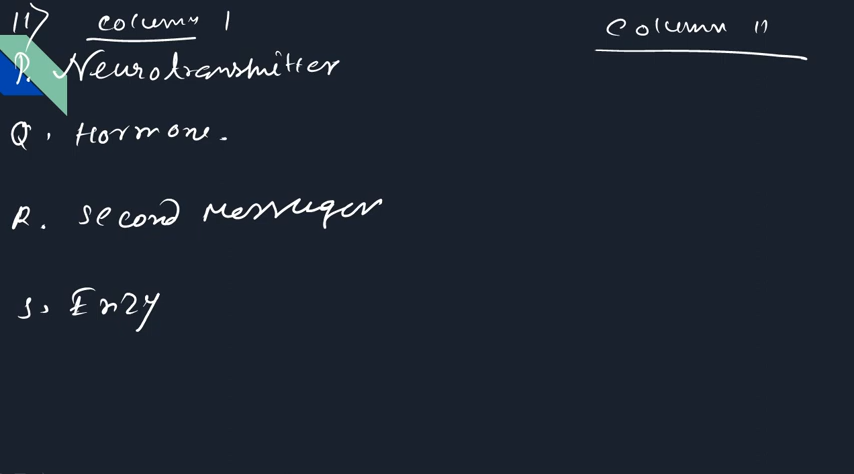 11) Column I
Column II
P. Neurotransmitter
Q. Hormone.
R. Second Messenger
S. Enzy